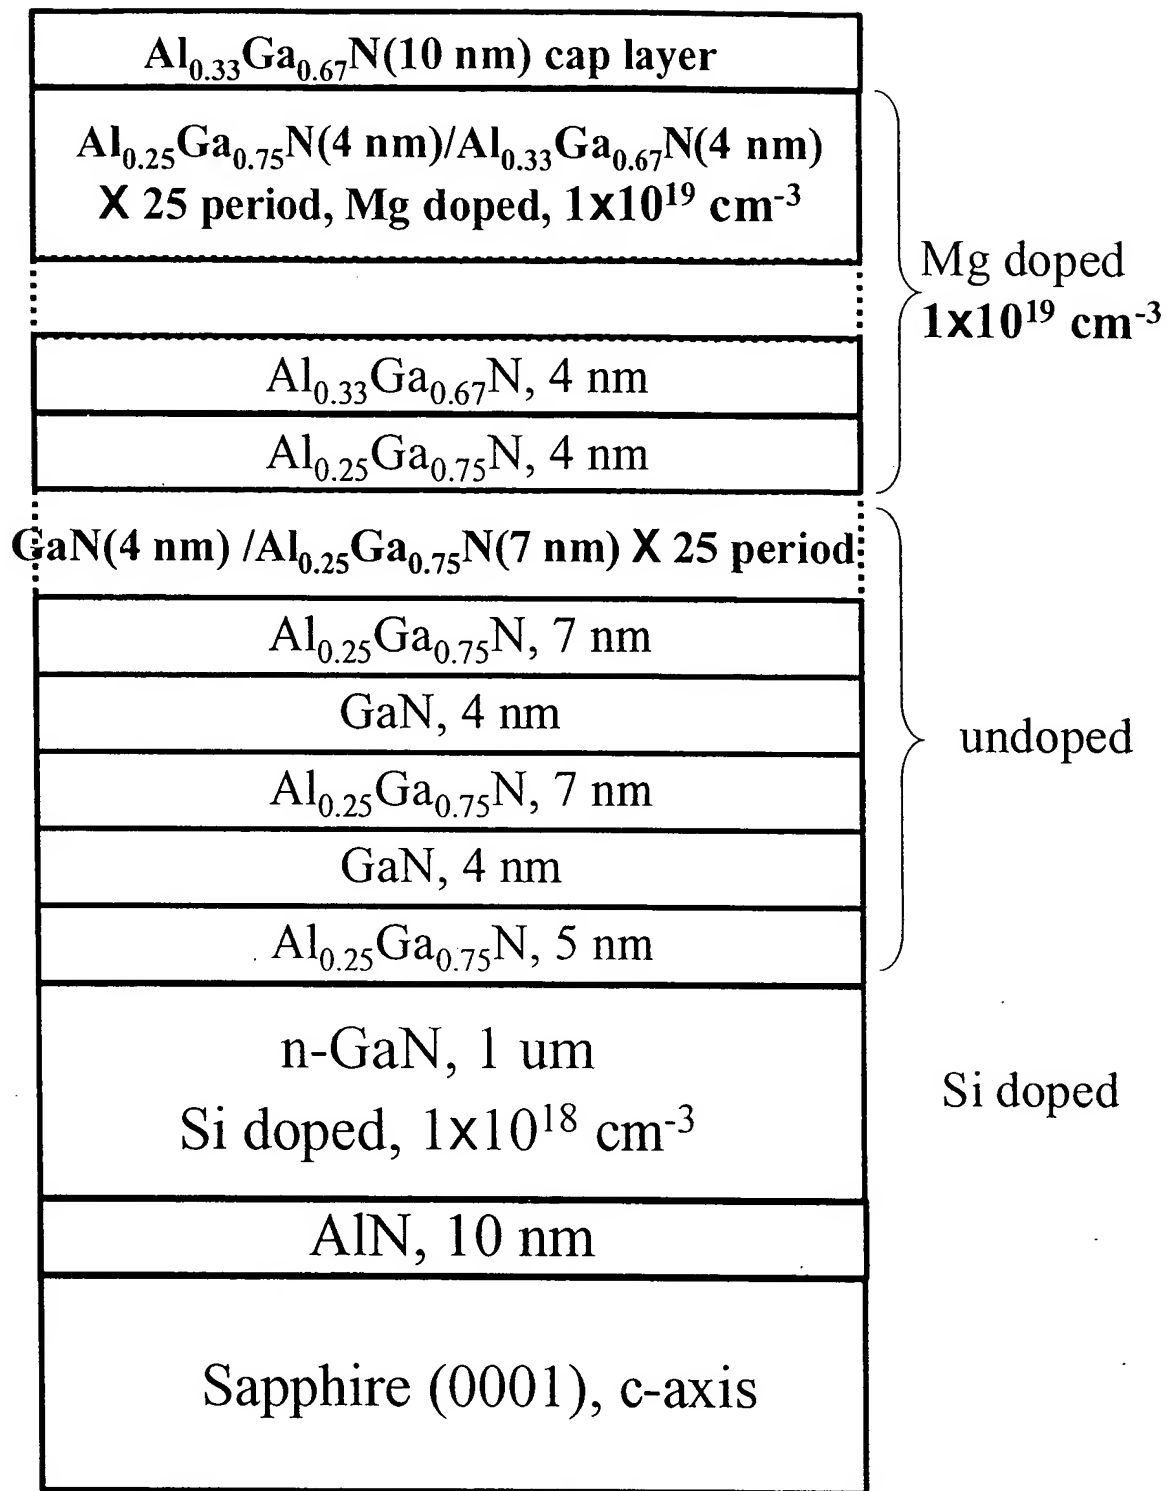 Al0.33Ga0.67N(10 nm) cap layer
Al0.25Ga0.75N(4 nm)/Al0.33Ga0.67N(4 nm)
X 25 period, Mg doped, 1x10^19 cm^-3
Mg doped
1x10^19 cm^-3
Al0.33Ga0.67N, 4 nm
Al0.25Ga0.75N, 4 nm
GaN(4 nm) /Al0.25Ga0.75N(7 nm) X 25 period
Al0.25Ga0.75N, 7 nm
GaN, 4 nm
undoped
Al0.25Ga0.75N, 7 nm
GaN, 4 nm
Al0.25Ga0.75N, 5 nm
n-GaN, 1 um
Si doped, 1x10^18 cm^-3
Si doped
AlN, 10 nm
Sapphire (0001), c-axis